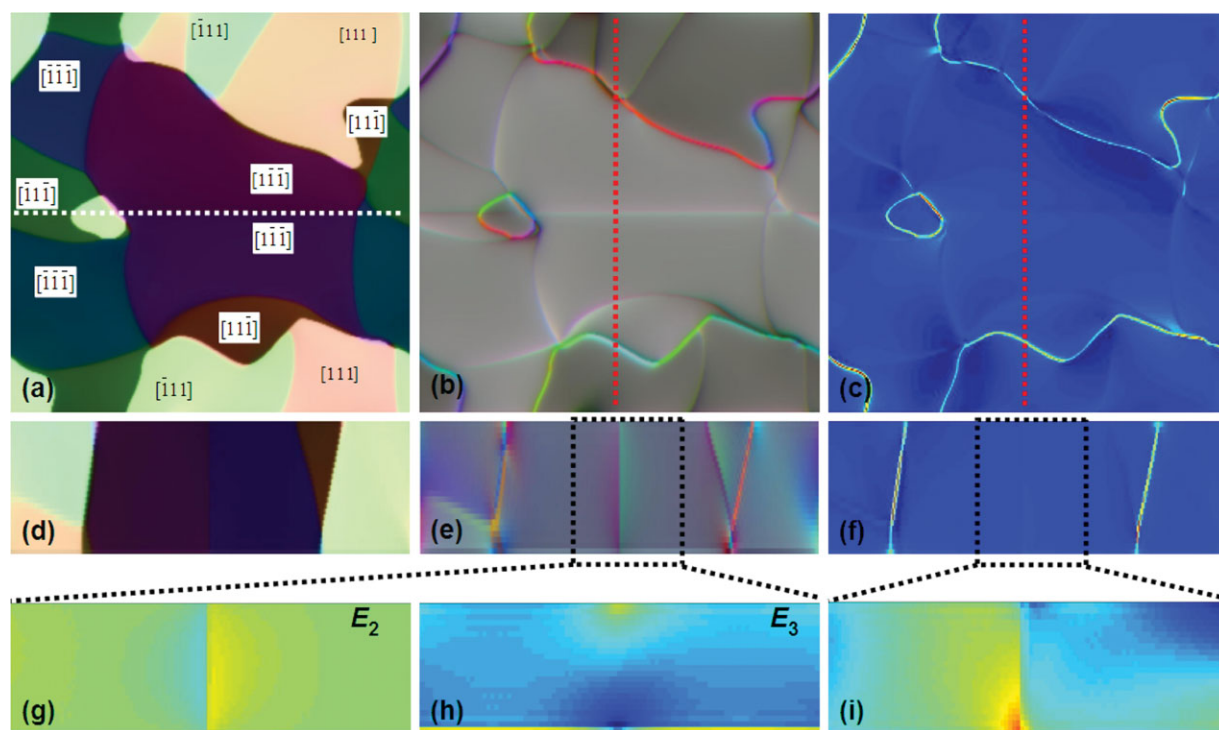 [1̄11]
[111]
[1̄1̄1̄]
[111̄]
[1̄11̄]
[11̄1̄]
[11̄1̄]
[1̄1̄1̄]
[111̄]
[1̄11]
[111]
(a)
(b)
(c)
(d)
(e)
(f)
E2
(g)
E3
(h)
(i)